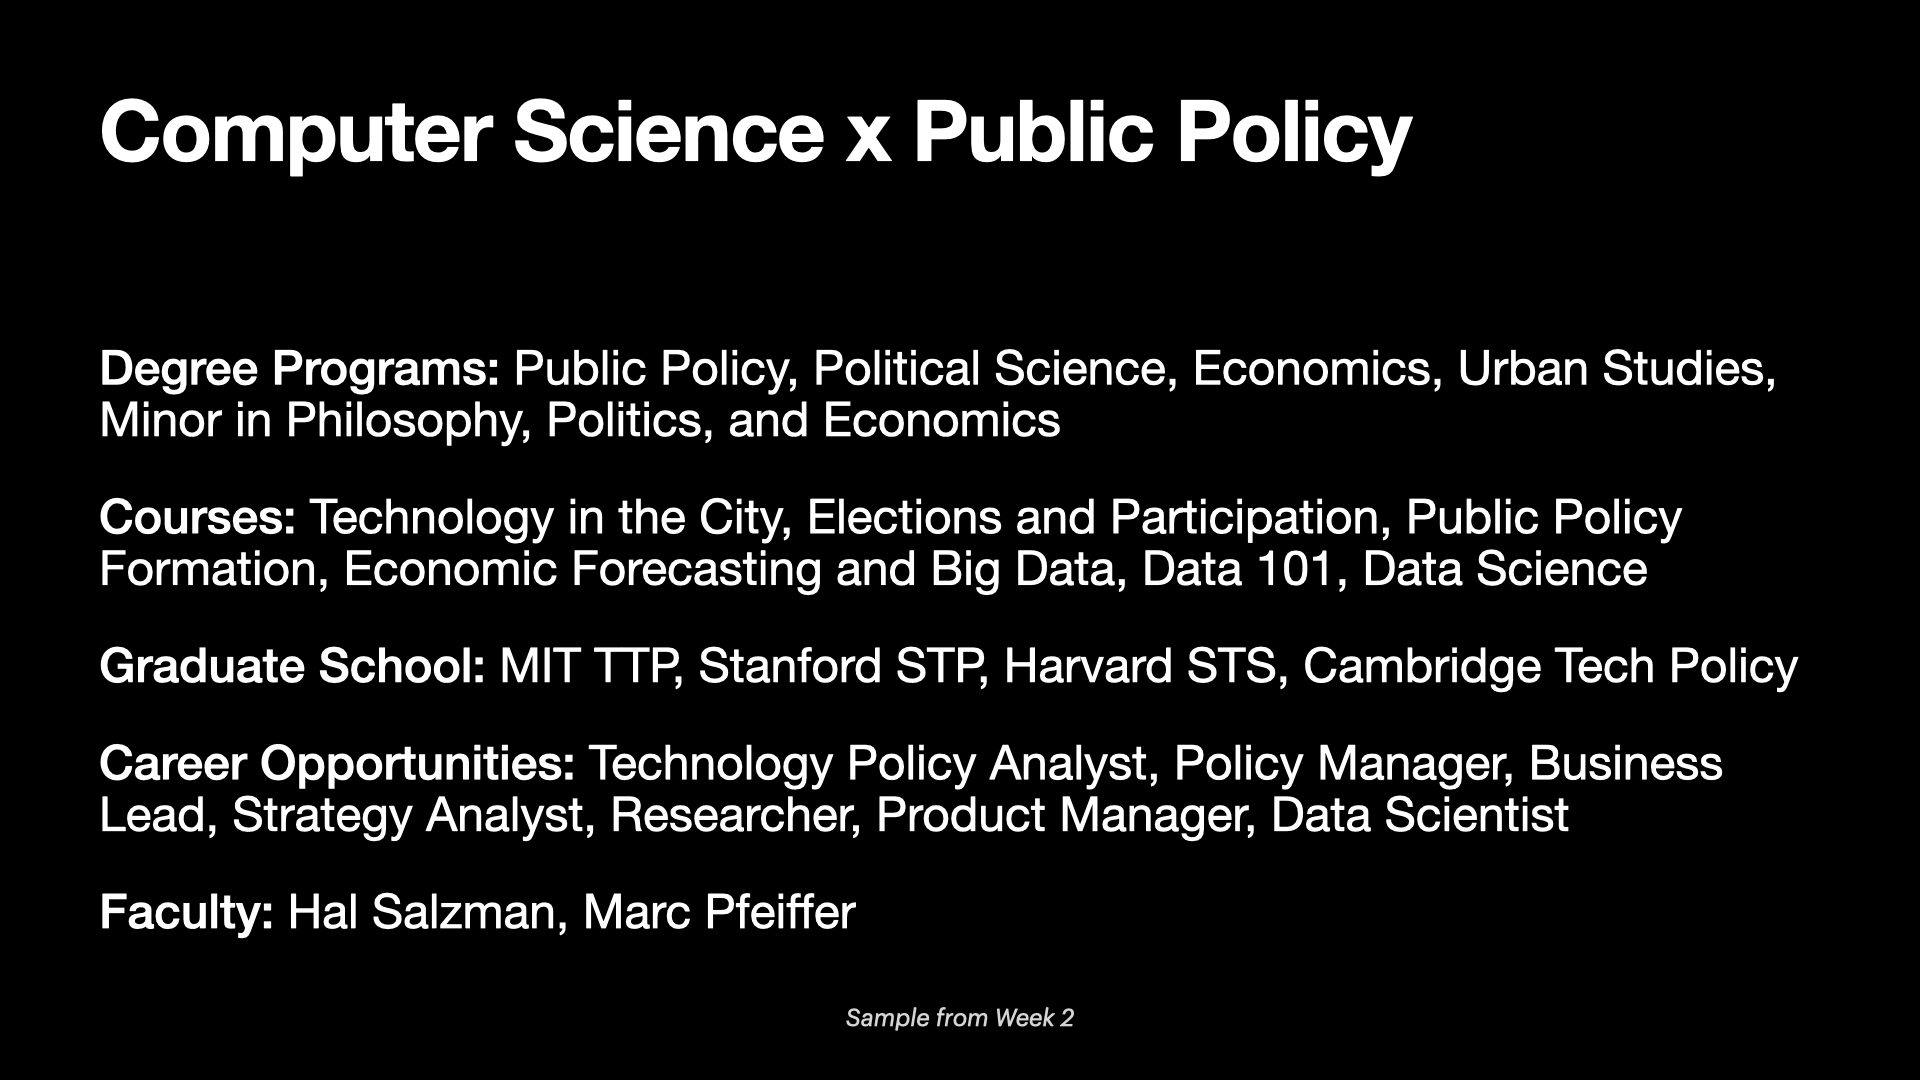 Computer Science x Public Policy
Degree Programs: Public Policy, Political Science, Economics, Urban Studies,
Minor in Philosophy, Politics, and Economics
Courses: Technology in the City, Elections and Participation, Public Policy
Formation, Economic Forecasting and Big Data, Data 101, Data Science
Graduate School: MIT TTP, Stanford STP, Harvard STS, Cambridge Tech Policy
Career Opportunities: Technology Policy Analyst, Policy Manager, Business
Lead, Strategy Analyst, Researcher, Product Manager, Data Scientist
Faculty: Hal Salzman, Marc Pfeiffer
Sample from Week 2